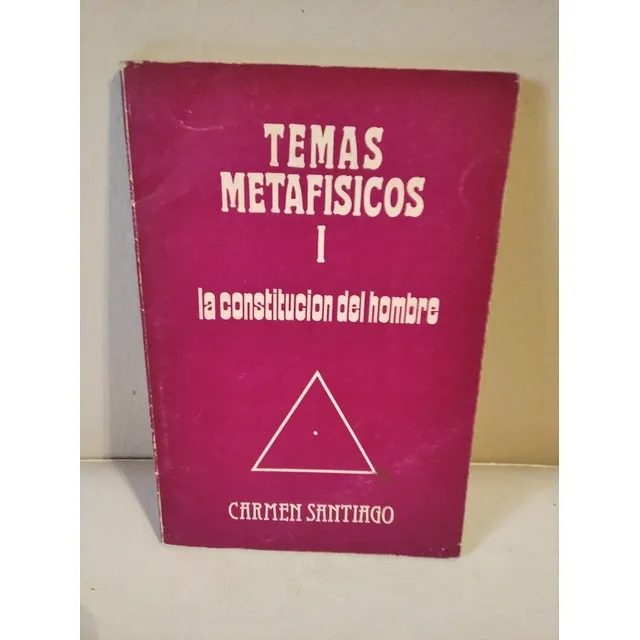 TEMAS
METAFISICOS
I
la constitucion del hombre
CARMEN SANTIAGO